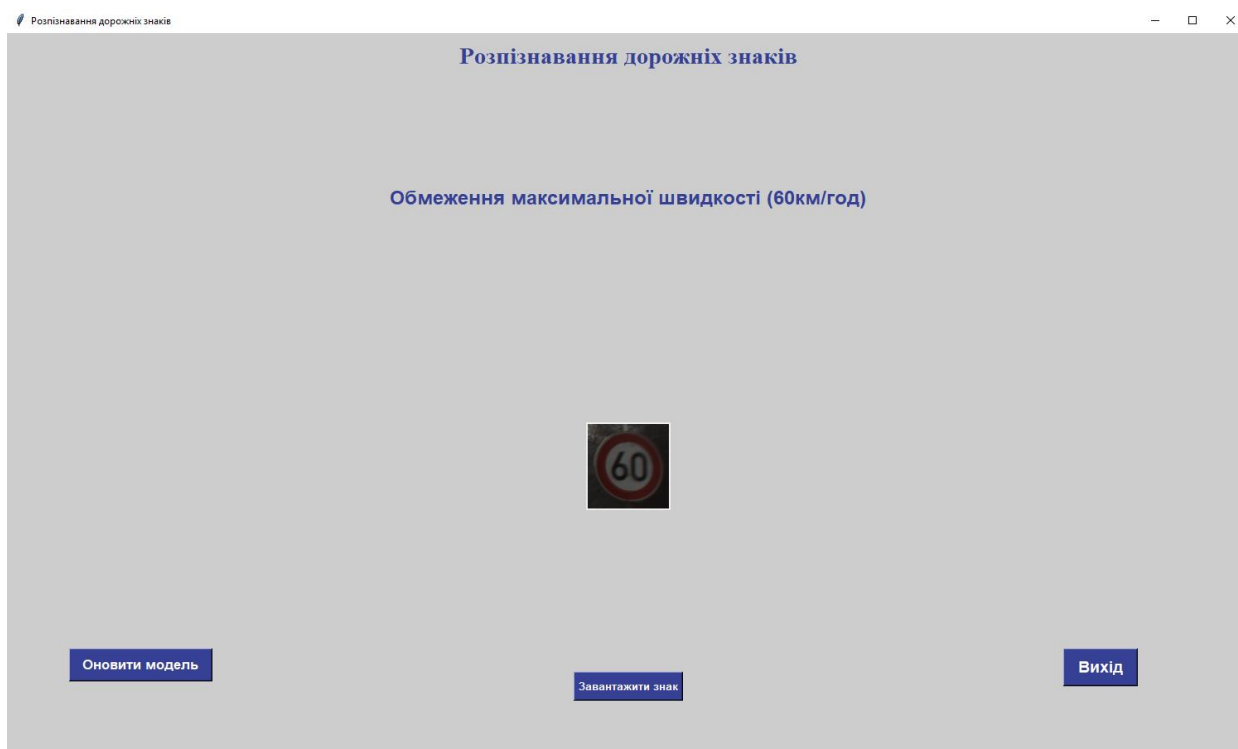 Розпізнавання дорожніх знаків
Розпізнавання дорожніх знаків
Обмеження максимальної швидкості (60км/год)
60
Оновити модель
Завантажити знак
Вихід